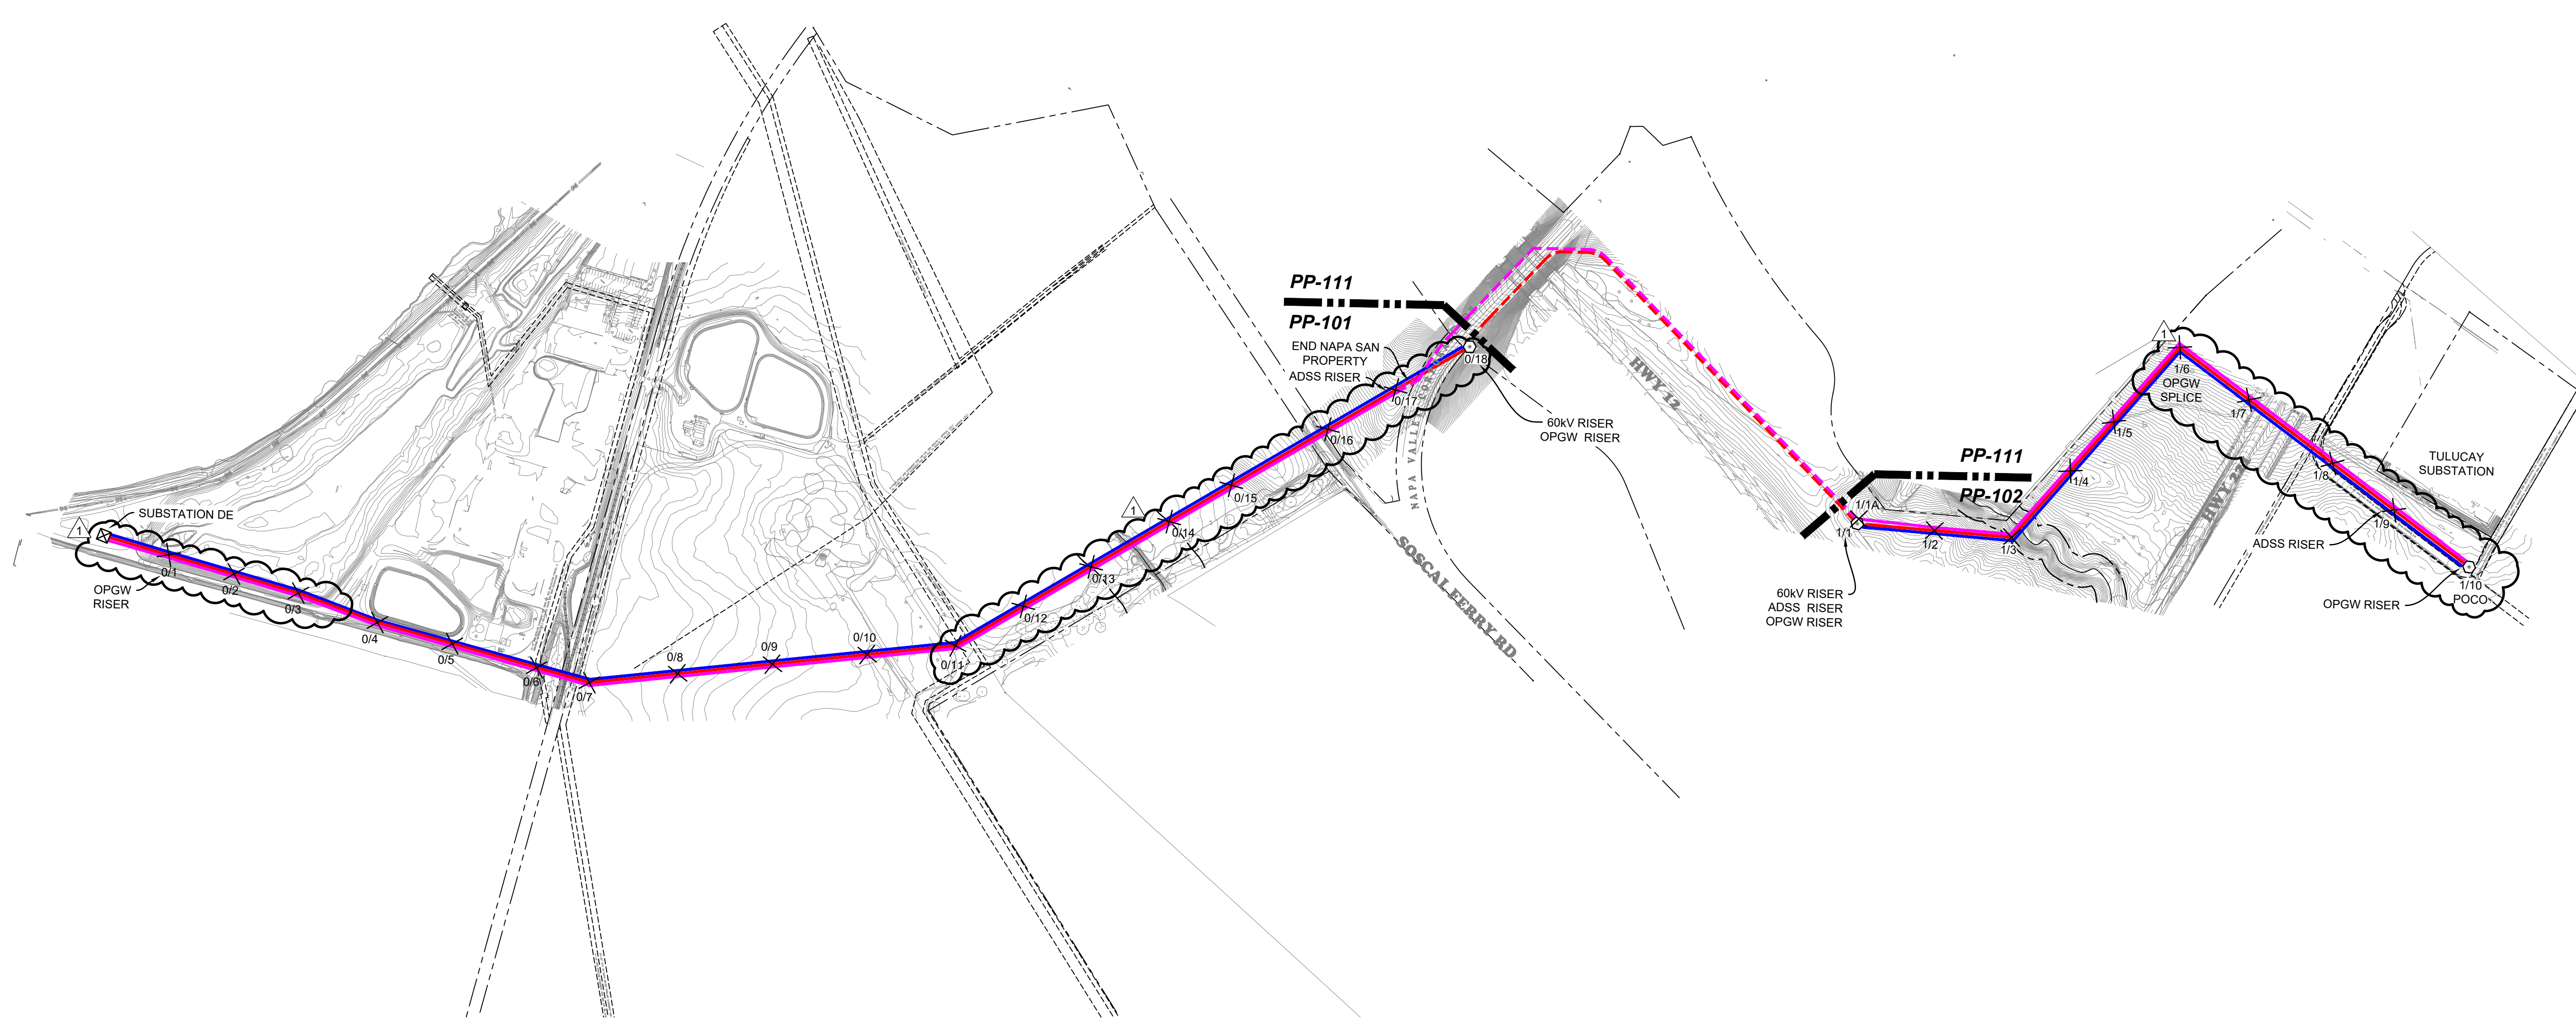 SUBSTATION DE
1
OPGW
RISER
0/1
0/2
0/3
0/4
0/5
0/6
0/7
0/8
0/9
0/10
0/11
0/12
0/13
0/14
1
0/15
0/16
0/17
0/18
PP-111
PP-101
END NAPA SAN
PROPERTY
ADSS RISER
60kV RISER
OPGW RISER
SOSCAL FERRY RD
HWY 12
PP-111
PP-102
1/1A
1/1
1/2
1/3
60kV RISER
ADSS RISER
OPGW RISER
1/4
1/5
1
1/6
OPGW
SPLICE
1/7
1/8
1/9
TULUCAY
SUBSTATION
ADSS RISER
OPGW RISER
1/10
POCO